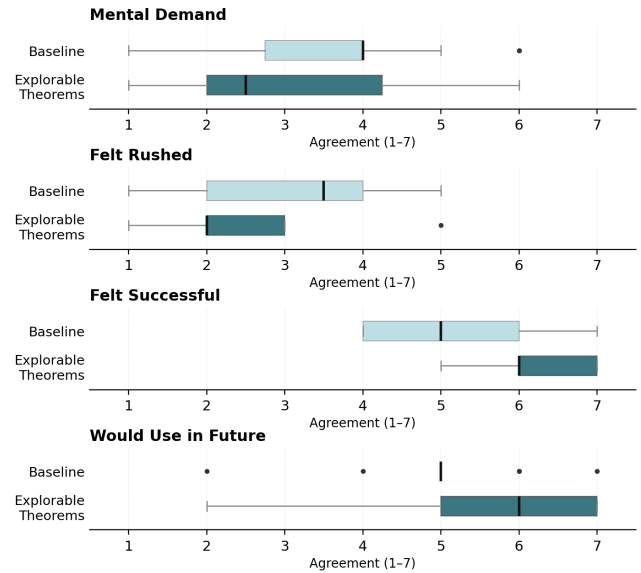 Mental Demand
Baseline
Explorable
Theorems
1 2 3 4 5 6 7
Agreement (1–7)
Felt Rushed
Baseline
Explorable
Theorems
1 2 3 4 5 6 7
Agreement (1–7)
Felt Successful
Baseline
Explorable
Theorems
1 2 3 4 5 6 7
Agreement (1–7)
Would Use in Future
Baseline
Explorable
Theorems
1 2 3 4 5 6 7
Agreement (1–7)